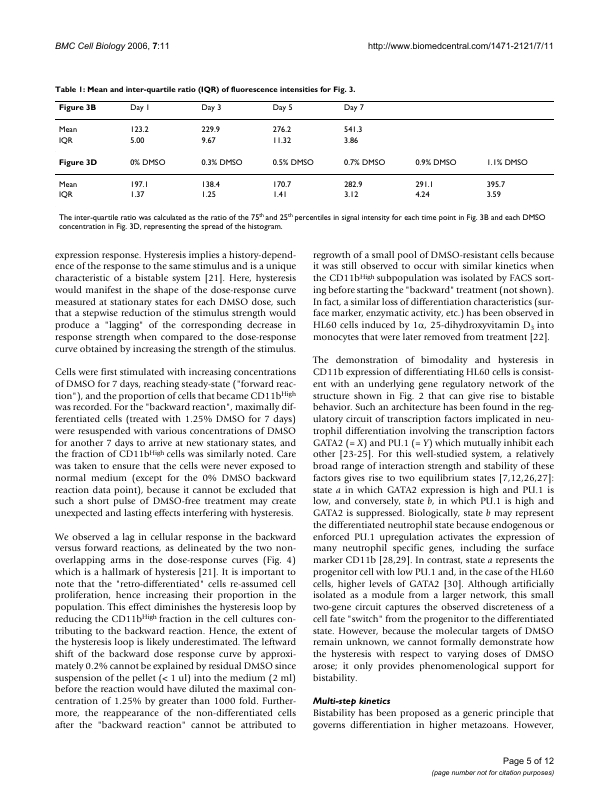 BMC Cell Biology 2006, 7:11
http://www.biomedcentral.com/1471-2121/7/11
Table 1: Mean and inter-quartile ratio (IQR) of fluorescence intensities for Fig. 3.
Figure 3B Day 1 Day 3 Day 5 Day 7
Mean 123.2 229.9 276.2 541.3
IQR 5.00 9.67 11.32 3.86
Figure 3D 0% DMSO 0.3% DMSO 0.5% DMSO 0.7% DMSO 0.9% DMSO 1.1% DMSO
Mean 197.1 138.4 170.7 282.9 291.1 395.7
IQR 1.37 1.25 1.41 3.12 4.24 3.59
The inter-quartile ratio was calculated as the ratio of the 75th and 25th percentiles in signal intensity for each time point in Fig. 3B and each DMSO
concentration in Fig. 3D, representing the spread of the histogram.
expression response. Hysteresis implies a history-depend-
ence of the response to the same stimulus and is a unique
characteristic of a bistable system [21]. Here, hysteresis
would manifest in the shape of the dose-response curve
measured at stationary states for each DMSO dose, such
that a stepwise reduction of the stimulus strength would
produce a "lagging" of the corresponding decrease in
response strength when compared to the dose-response
curve obtained by increasing the strength of the stimulus.
Cells were first stimulated with increasing concentrations
of DMSO for 7 days, reaching steady-state ("forward reac-
tion"), and the proportion of cells that became CD11bHigh
was recorded. For the "backward reaction", maximally dif-
ferentiated cells (treated with 1.25% DMSO for 7 days)
were resuspended with various concentrations of DMSO
for another 7 days to arrive at new stationary states, and
the fraction of CD11bHigh cells was similarly noted. Care
was taken to ensure that the cells were never exposed to
normal medium (except for the 0% DMSO backward
reaction data point), because it cannot be excluded that
such a short pulse of DMSO-free treatment may create
unexpected and lasting effects interfering with hysteresis.
We observed a lag in cellular response in the backward
versus forward reactions, as delineated by the two non-
overlapping arms in the dose-response curves (Fig. 4)
which is a hallmark of hysteresis [21]. It is important to
note that the "retro-differentiated" cells re-assumed cell
proliferation, hence increasing their proportion in the
population. This effect diminishes the hysteresis loop by
reducing the CD11bHigh fraction in the cell cultures con-
tributing to the backward reaction. Hence, the extent of
the hysteresis loop is likely underestimated. The leftward
shift of the backward dose response curve by approxi-
mately 0.2% cannot be explained by residual DMSO since
suspension of the pellet (< 1 ul) into the medium (2 ml)
before the reaction would have diluted the maximal con-
centration of 1.25% by greater than 1000 fold. Further-
more, the reappearance of the non-differentiated cells
after the "backward reaction" cannot be attributed to
regrowth of a small pool of DMSO-resistant cells because
it was still observed to occur with similar kinetics when
the CD11bHigh subpopulation was isolated by FACS sort-
ing before starting the "backward" treatment (not shown).
In fact, a similar loss of differentiation characteristics (sur-
face marker, enzymatic activity, etc.) has been observed in
HL60 cells induced by 1α, 25-dihydroxyvitamin D3 into
monocytes that were later removed from treatment [22].
The demonstration of bimodality and hysteresis in
CD11b expression of differentiating HL60 cells is consist-
ent with an underlying gene regulatory network of the
structure shown in Fig. 2 that can give rise to bistable
behavior. Such an architecture has been found in the reg-
ulatory circuit of transcription factors implicated in neu-
trophil differentiation involving the transcription factors
GATA2 (= X) and PU.1 (= Y) which mutually inhibit each
other [23-25]. For this well-studied system, a relatively
broad range of interaction strength and stability of these
factors gives rise to two equilibrium states [7,12,26,27]:
state a in which GATA2 expression is high and PU.1 is
low, and conversely, state b, in which PU.1 is high and
GATA2 is suppressed. Biologically, state b may represent
the differentiated neutrophil state because endogenous or
enforced PU.1 upregulation activates the expression of
many neutrophil specific genes, including the surface
marker CD11b [28,29]. In contrast, state a represents the
progenitor cell with low PU.1 and, in the case of the HL60
cells, higher levels of GATA2 [30]. Although artificially
isolated as a module from a larger network, this small
two-gene circuit captures the observed discreteness of a
cell fate "switch" from the progenitor to the differentiated
state. However, because the molecular targets of DMSO
remain unknown, we cannot formally demonstrate how
the hysteresis with respect to varying doses of DMSO
arose; it only provides phenomenological support for
bistability.
Multi-step kinetics
Bistability has been proposed as a generic principle that
governs differentiation in higher metazoans. However,
Page 5 of 12
(page number not for citation purposes)